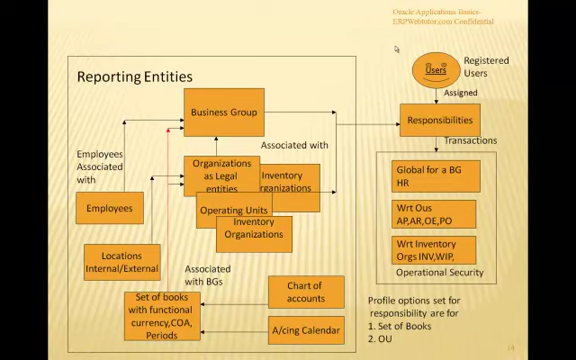 Oracle Applications Basics-
ERPWebtutor.com Confidential
Reporting Entities
Business Group
Users
Registered
Users
Assigned
Responsibilities
Transactions
Employees
Associated
with
Associated with
Organizations
as Legal
entities
Inventory
rganizations
Operating Units
Inventory
Organizations
Employees
Locations
Internal/External
Associated
with BGs
Set of books
with functional
currency,COA,
Periods
Chart of
accounts
A/cing Calendar
Global for a BG
HR
Wrt Ous
AP,AR,OE,PO
Wrt Inventory
Orgs INV,WIP,
Operational Security
Profile options set for
responsibility are for
1. Set of Books
2. OU
14